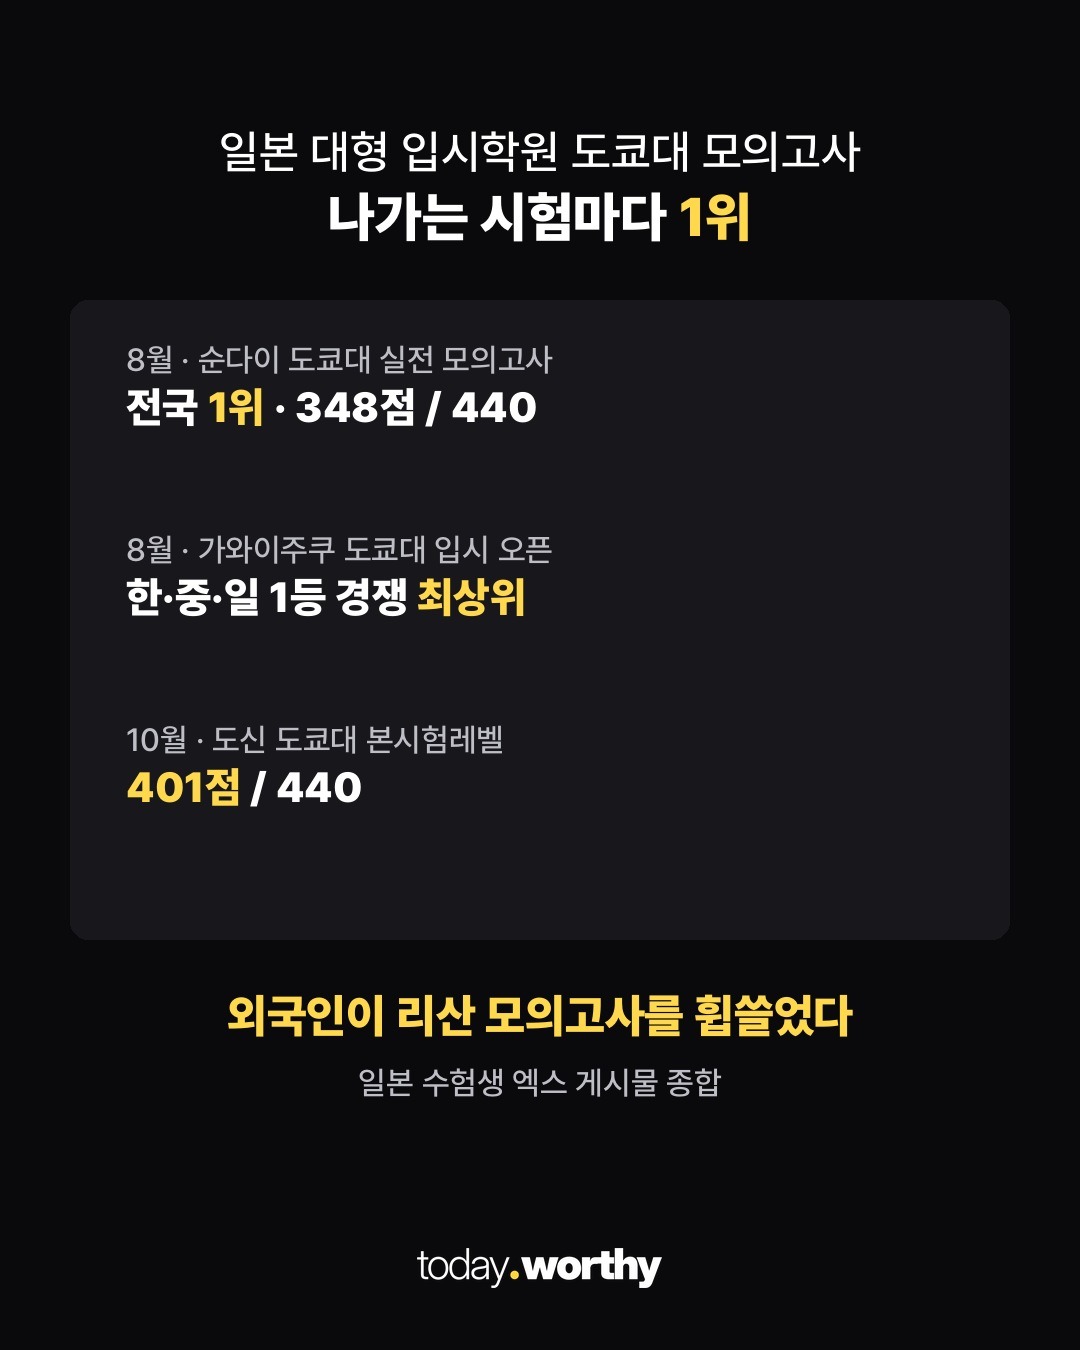 일본 대형 입시학원 도쿄대 모의고사
나가는 시험마다 1위
8월 · 순다이 도쿄대 실전 모의고사
전국 1위 · 348점 / 440
8월 · 가와이주쿠 도쿄대 입시 오픈
한·중·일 1등 경쟁 최상위
10월 · 도신 도쿄대 본시험레벨
401점 / 440
외국인이 리산 모의고사를 휩쓸었다
일본 수험생 엑스 게시물 종합
today.worthy